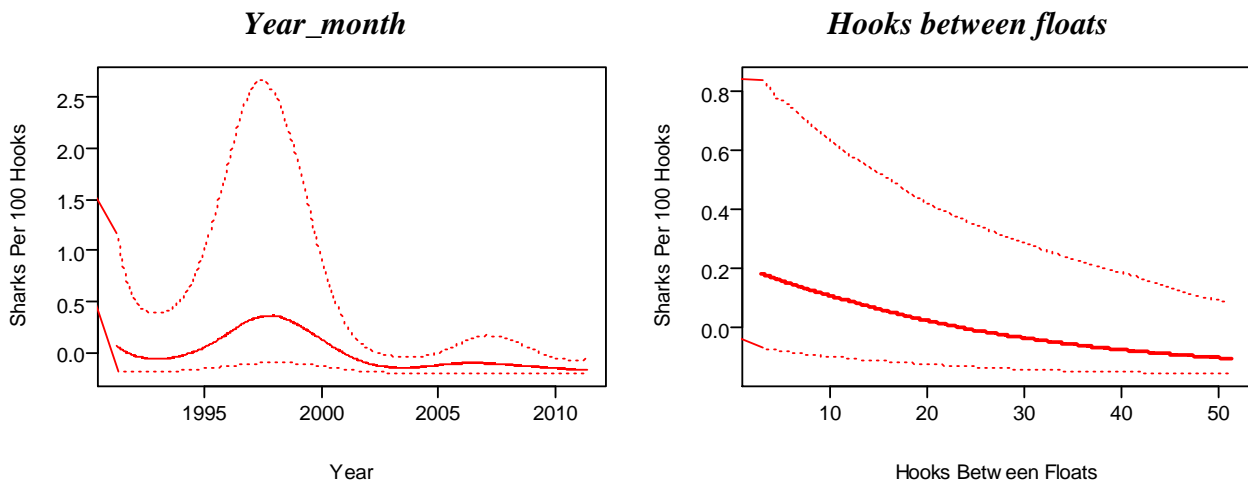 Year_month
Sharks Per 100 Hooks
2.5
2.0
1.5
1.0
0.5
0.0
1995 2000 2005 2010
Year
Hooks between floats
Sharks Per 100 Hooks
0.8
0.6
0.4
0.2
0.0
10 20 30 40 50
Hooks Between Floats